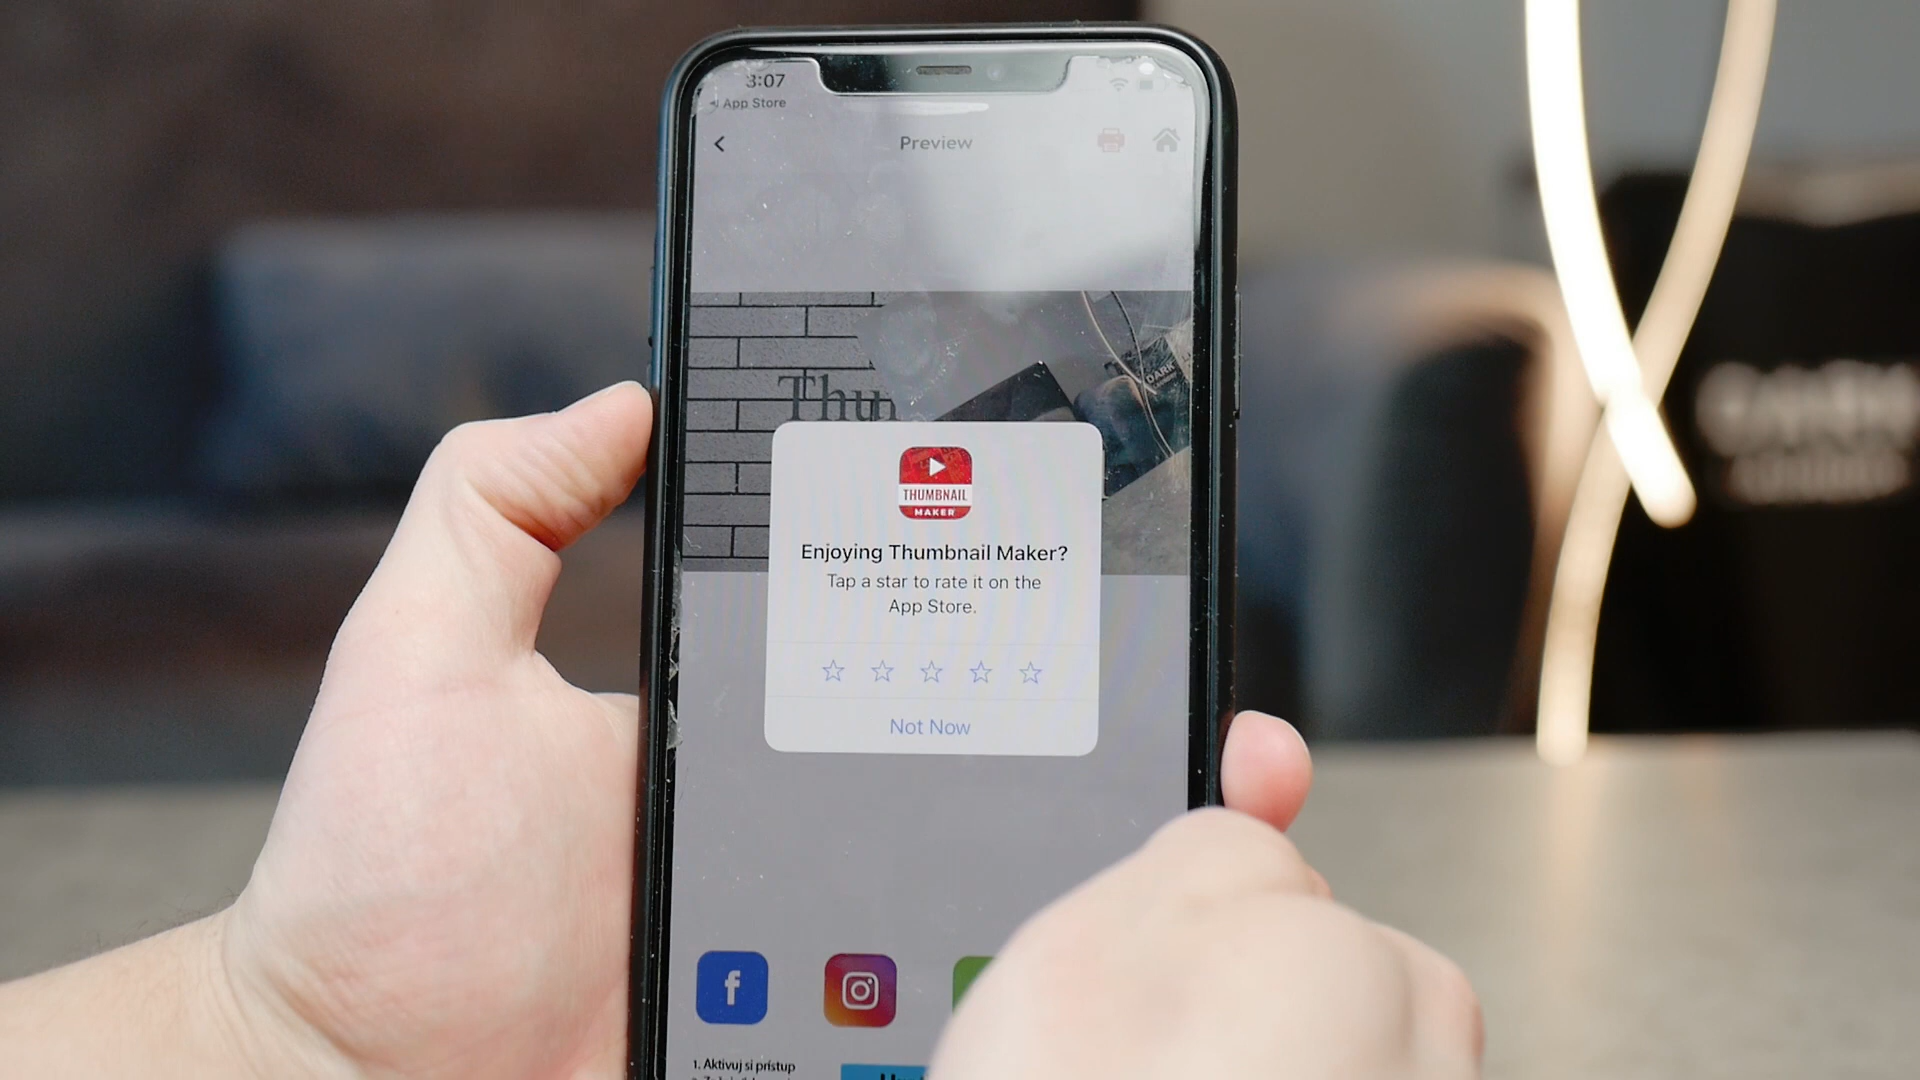 3:07
App Store
Preview
Thu
DARK
THUMBNAIL
MAKER
Enjoying Thumbnail Maker?
Tap a star to rate it on the
App Store.
Not Now
1. Aktivuj si prístup